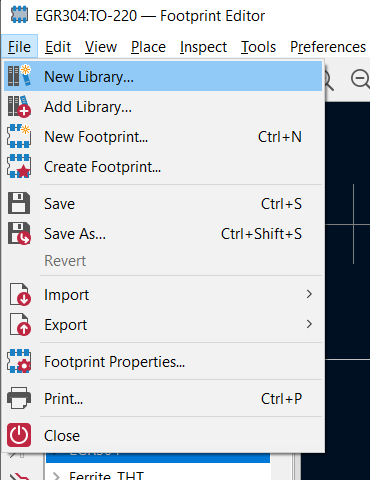 EGR304:TO-220 — Footprint Editor
File Edit View Place Inspect Tools Preferences
New Library...
Add Library...
New Footprint... Ctrl+N
Create Footprint...
Save Ctrl+S
Save As... Ctrl+Shift+S
Revert
Import
Export
Footprint Properties...
Print... Ctrl+P
Close
EGR304
Ferrite_THT